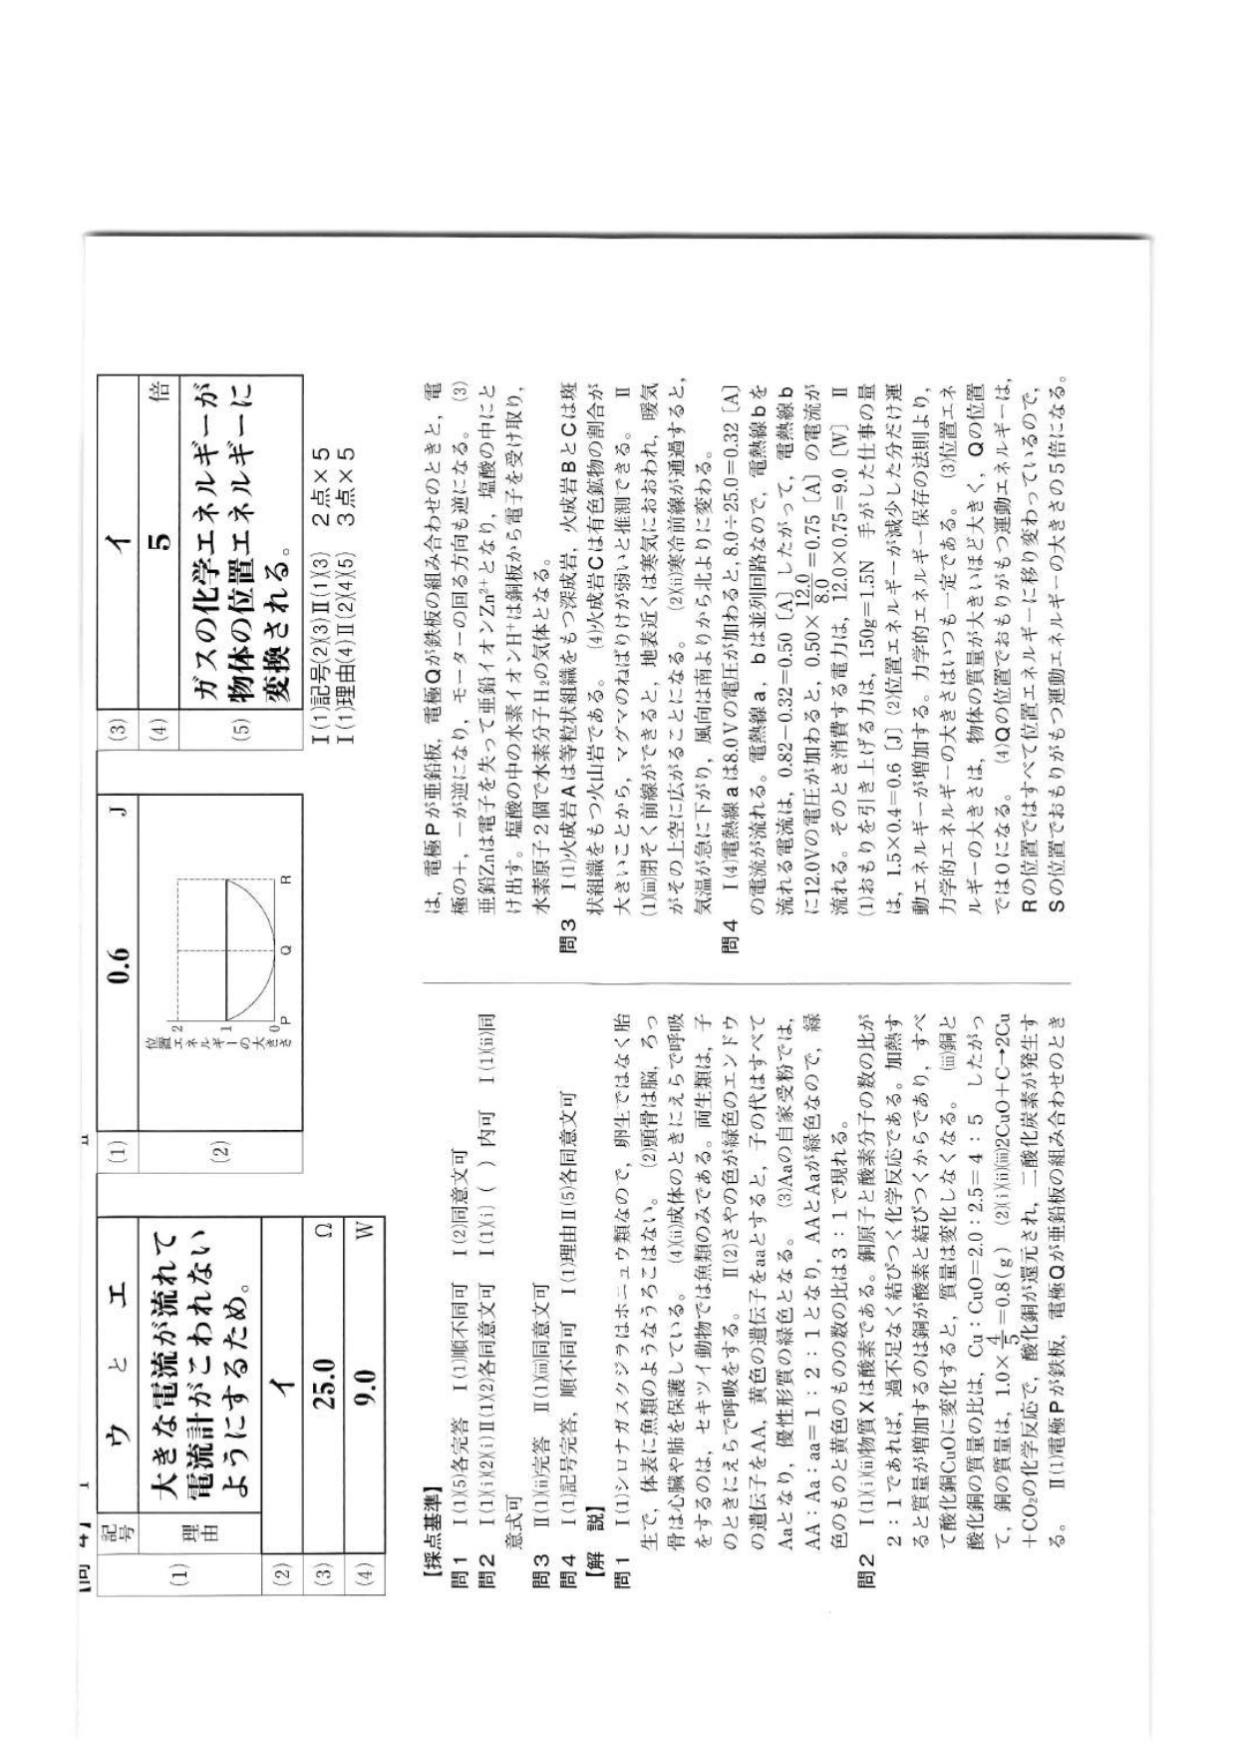 【問4】 I
記号 ウ と エ
(1) 理由 大きな電流が流れて
電流計がこわれない
ようにするため。
(2) イ
(3) 25.0 Ω
(4) 9.0 W
II
(1) 0.6 J
(2) 位置エネルギーの大きさ
2
1
0
P Q R
(3) イ
(4) 5 倍
(5) ガスの化学エネルギーが
物体の位置エネルギーに
変換される。
I(1)記号(2)(3)II(1)(3) 2点×5
I(1)理由(4)II(2)(4)(5) 3点×5
【採点基準】
問1 I(1)(5)各完答 I(1)順不同可 I(2)同意文可
問2 I(1)(i)(2)(i)II(1)(2)各同意文可 I(1)(i)( )内可 I(1)(ii)同
意式可
問3 II(1)(ii)完答 II(1)(iii)同意文可
問4 I(1)記号完答，順不同可 I(1)理由II(5)各同意文可
【解 説】
問1 I(1)シロナガスクジラはホニュウ類なので，卵生ではなく胎
生で，体表に魚類のようなうろこはない。 (2)頭骨は脳，ろっ
骨は心臓や肺を保護している。 (4)(ii)成体のときにえらで呼吸
をするのは，セキツイ動物では魚類のみである。両生類は，子
のときにえらで呼吸をする。 II(2)さやの色が緑色のエンドウ
の遺伝子をAA，黄色の遺伝子をaaとすると，子の代はすべて
Aaとなり，優性形質の緑色となる。 (3)Aaの自家受粉では，
AA：Aa：aa＝1：2：1となり，AAとAaが緑色なので，緑
色のものと黄色のものの数の比は3：1で現れる。
問2 I(1)(i)(ii)物質Xは酸素である。銅原子と酸素分子の数の比が
2：1であれば，過不足なく結びつく化学反応である。加熱す
ると質量が増加するのは銅が酸素と結びつくからであり，すべ
て酸化銅CuOに変化すると，質量は変化しなくなる。 (iii)銅と
酸化銅の質量の比は，Cu：CuO＝2.0：2.5＝4：5 したがっ
て，銅の質量は，1.0×4/5＝0.8(g) (2)(i)(ii)(iii)2CuO＋C→2Cu
＋CO₂の化学反応で，酸化銅が還元され，二酸化炭素が発生す
る。 II(1)電極Pが鉄板，電極Qが亜鉛板の組み合わせのとき
は，電極Pが亜鉛板，電極Qが鉄板の組み合わせのときと，電
極の＋，－が逆になり，モーターの回る方向も逆になる。 (3)
亜鉛Znは電子を失って亜鉛イオンZn²⁺となり，塩酸の中にと
け出す。塩酸の中の水素イオンH⁺は銅板から電子を受け取り，
水素原子2個で水素分子H₂の気体となる。
問3 I(1)火成岩Aは等粒状組織をもつ深成岩，火成岩BとCは斑
状組織をもつ火山岩である。 (4)火成岩Cは有色鉱物の割合が
大きいことから，マグマのねばりけが弱いと推測できる。 II
(1)(iii)閉そく前線ができると，地表近くは寒気におおわれ，暖気
がその上空に広がることになる。 (2)(ii)寒冷前線が通過すると，
気温が急に下がり，風向は南よりから北よりに変わる。
問4 I(4)電熱線aは8.0Vの電圧が加わると，8.0÷25.0＝0.32〔A〕
の電流が流れる。電熱線a，bは並列回路なので，電熱線bを
流れる電流は，0.82－0.32＝0.50〔A〕したがって，電熱線b
に12.0Vの電圧が加わると，0.50×12.0/8.0＝0.75〔A〕の電流が
流れる。そのとき消費する電力は，12.0×0.75＝9.0〔W〕 II
(1)おもりを引き上げる力は，150g＝1.5N 手がした仕事の量
は，1.5×0.4＝0.6〔J〕(2)位置エネルギーが減少した分だけ運
動エネルギーが増加する。力学的エネルギー保存の法則より，
力学的エネルギーの大きさはいつも一定である。 (3)位置エネ
ルギーの大きさは，物体の質量が大きいほど大きく，Qの位置
では0になる。 (4)Qの位置でおもりがもつ運動エネルギーは，
Rの位置ではすべて位置エネルギーに移り変わっているので，
Sの位置でおもりがもつ運動エネルギーの大きさの5倍になる。